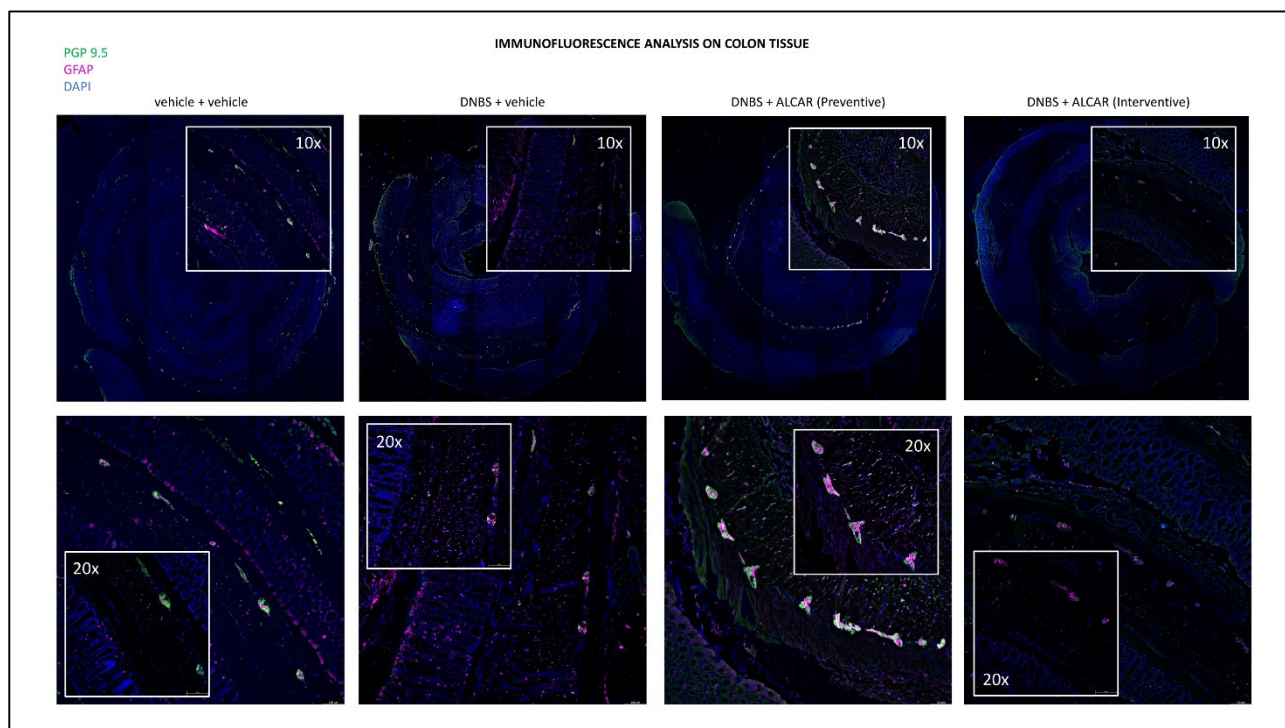 IMMUNOFLUORESCENCE ANALYSIS ON COLON TISSUE
PGP 9.5
GFAP
DAPI
vehicle + vehicle
DNBS + vehicle
DNBS + ALCAR (Preventive)
DNBS + ALCAR (Interventive)
10x
10x
10x
10x
20x
20x
20x
20x